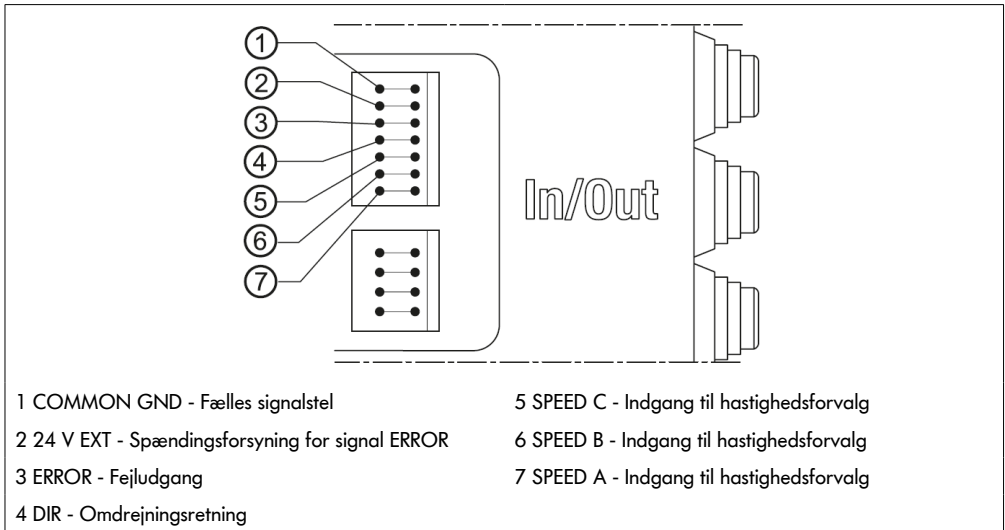 1
2
3
4
5
6
7
In/Out
1 COMMON GND - Fælles signalstel
2 24 V EXT - Spændingsforsyning for signal ERROR
3 ERROR - Fejludgang
4 DIR - Omdrejningsretning
5 SPEED C - Indgang til hastighedsforvalg
6 SPEED B - Indgang til hastighedsforvalg
7 SPEED A - Indgang til hastighedsforvalg